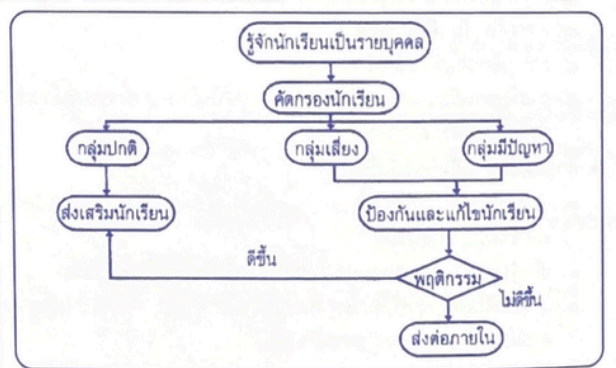 รู้จักนักเรียนเป็นรายบุคคล
คัดกรองนักเรียน
กลุ่มปกติ
กลุ่มเสี่ยง
กลุ่มมีปัญหา
ส่งเสริมนักเรียน
ป้องกันและแก้ไขนักเรียน
ดีขึ้น
พฤติกรรม
ไม่ดีขึ้น
ส่งต่อภายใน